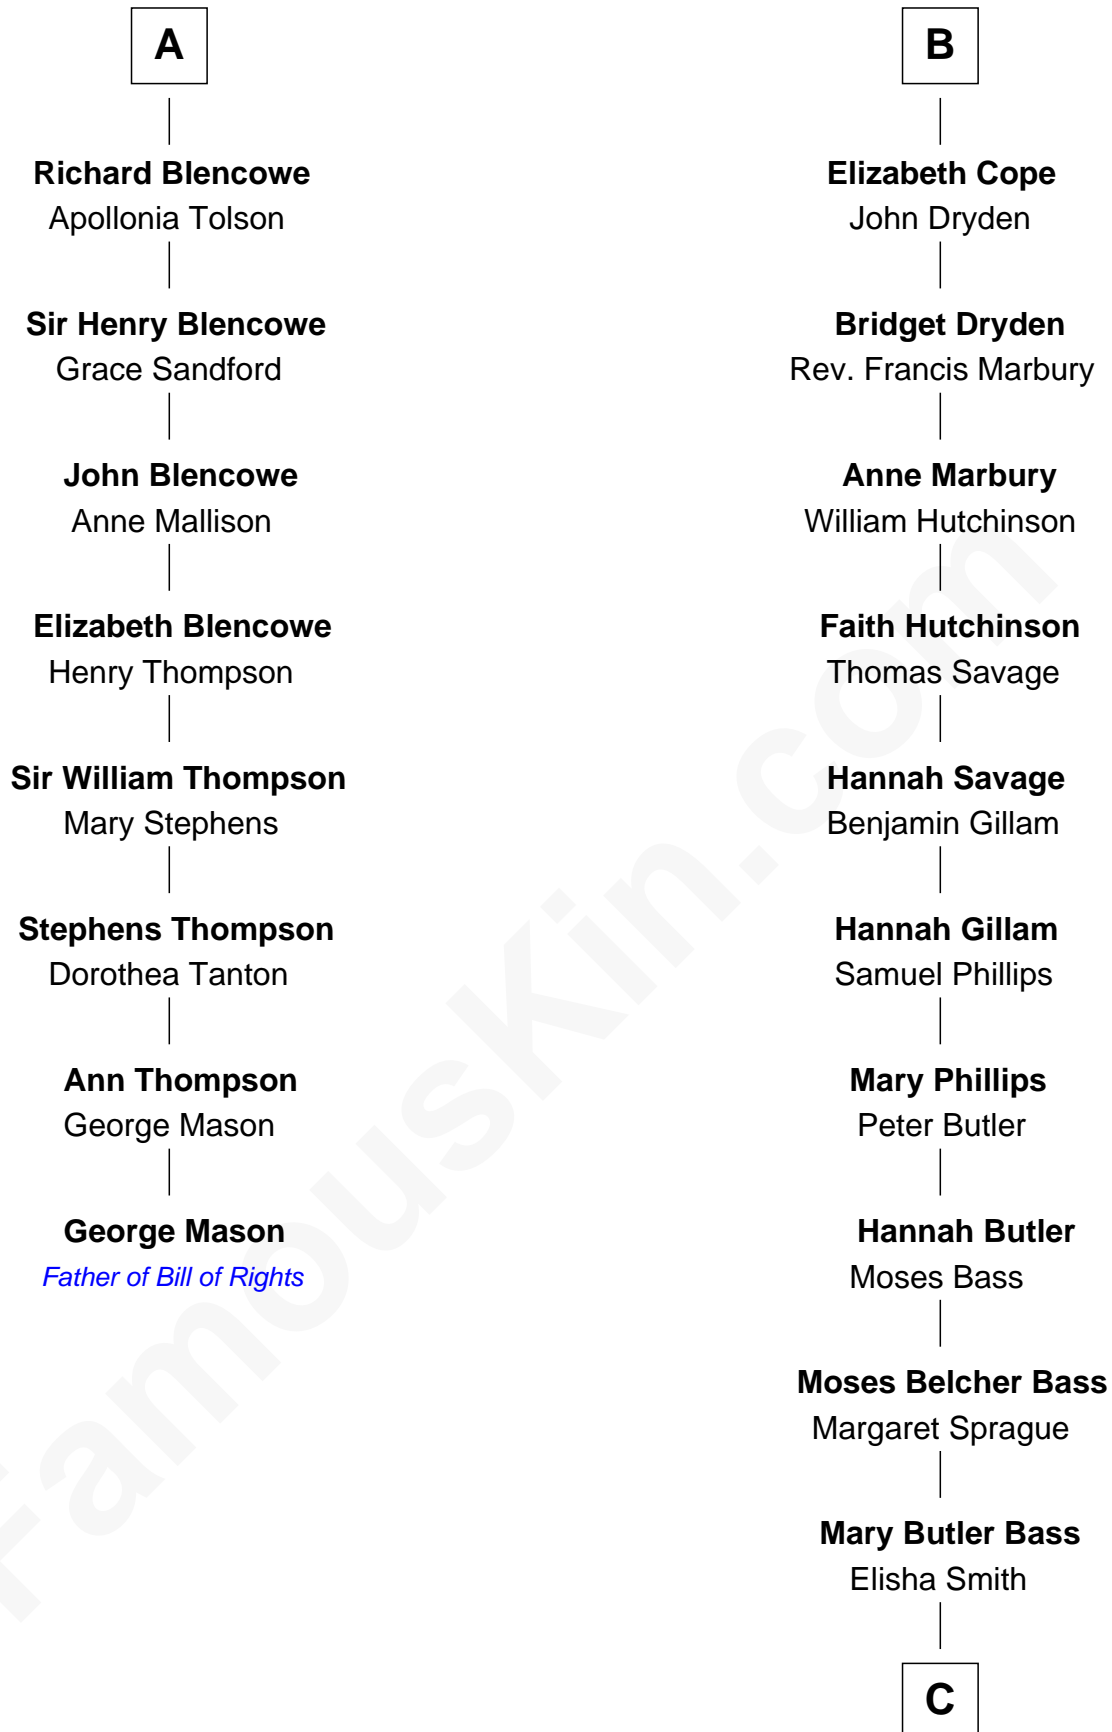 A
Richard Blencowe
Apollonia Tolson
Sir Henry Blencowe
Grace Sandford
John Blencowe
Anne Mallison
Elizabeth Blencowe
Henry Thompson
Sir William Thompson
Mary Stephens
Stephens Thompson
Dorothea Tanton
Ann Thompson
George Mason
George Mason
Father of Bill of Rights
B
Elizabeth Cope
John Dryden
Bridget Dryden
Rev. Francis Marbury
Anne Marbury
William Hutchinson
Faith Hutchinson
Thomas Savage
Hannah Savage
Benjamin Gillam
Hannah Gillam
Samuel Phillips
Mary Phillips
Peter Butler
Hannah Butler
Moses Bass
Moses Belcher Bass
Margaret Sprague
Mary Butler Bass
Elisha Smith
C
FamousKin.com